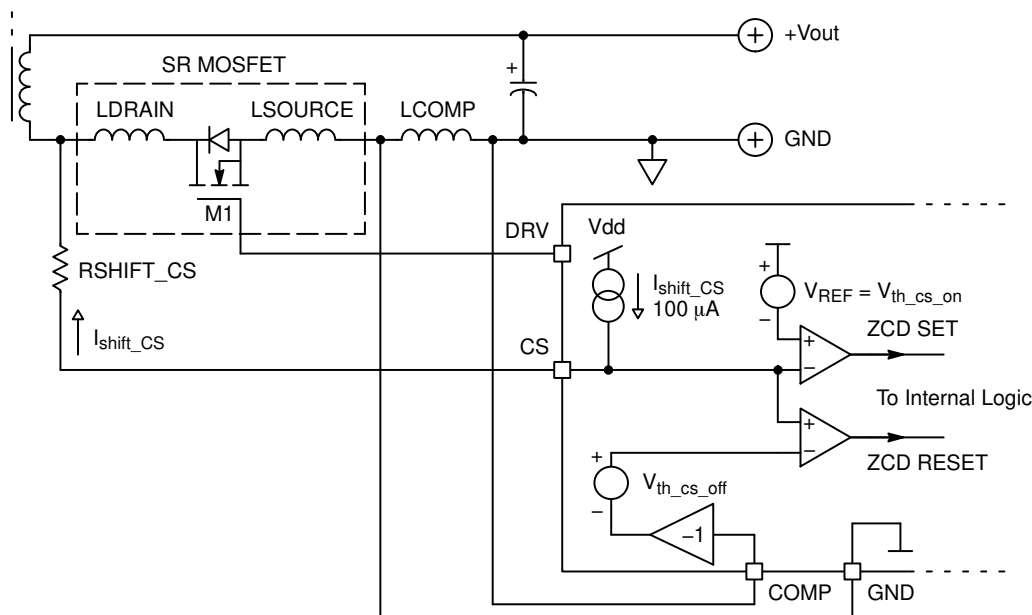 +Vout
SR MOSFET
LDRAIN
LSOURCE
LCOMP
+
GND
M1
DRV
Vdd
RSHIFT_CS
I_shift_CS
100 μA
+
V_REF = V_th_cs_on
−
ZCD SET
I_shift_CS
CS
+
−
To Internal Logic
+
−
ZCD RESET
+
V_th_cs_off
−
−1
COMP
GND